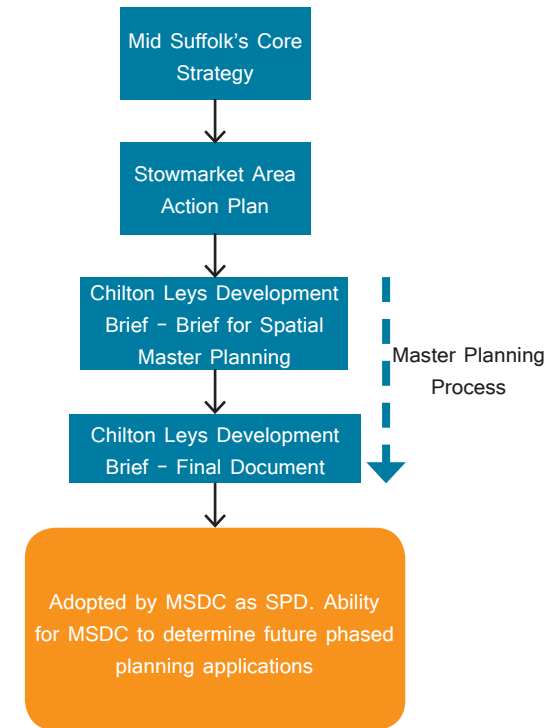 Mid Suffolk's Core
Strategy
Stowmarket Area
Action Plan
Chilton Leys Development
Brief – Brief for Spatial
Master Planning
Master Planning
Process
Chilton Leys Development
Brief – Final Document
Adopted by MSDC as SPD. Ability
for MSDC to determine future phased
planning applications